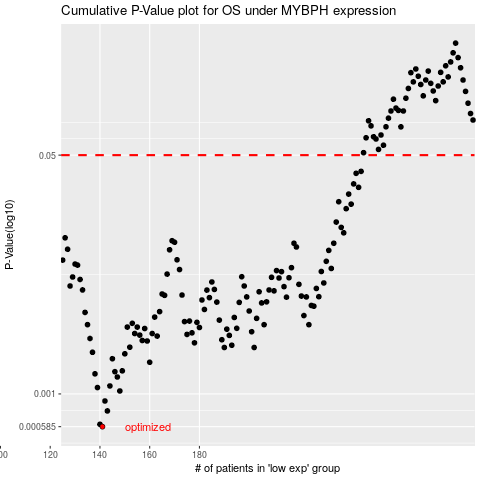 Cumulative P-Value plot for OS under MYBPH expression
P-Value(log10)
0.05
0.001
0.000585
optimized
00 120 140 160 180
# of patients in 'low exp' group